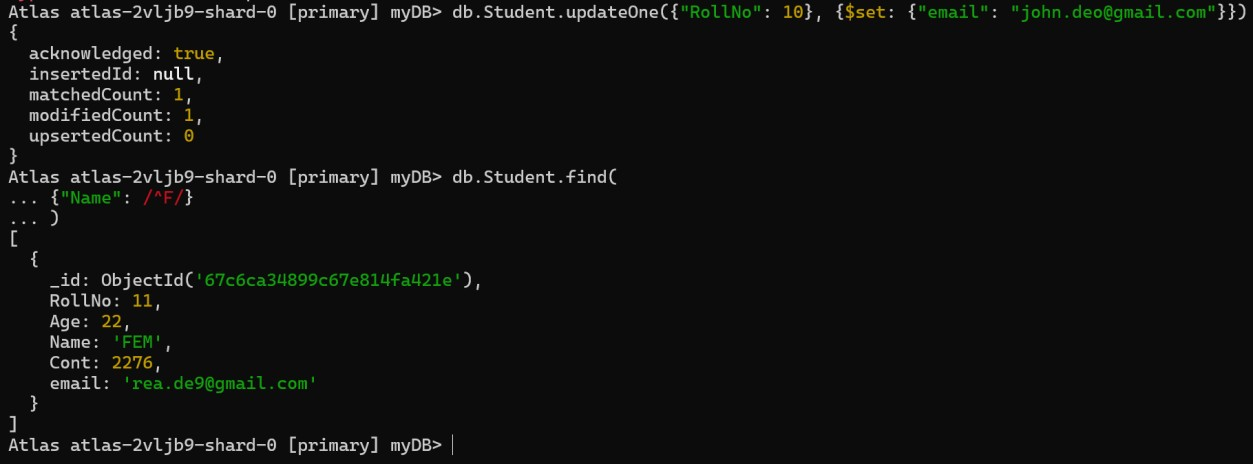 Atlas atlas-2vljb9-shard-0 [primary] myDB> db.Student.updateOne({"RollNo": 10}, {$set: {"email": "john.deo@gmail.com"}})
{
  acknowledged: true,
  insertedId: null,
  matchedCount: 1,
  modifiedCount: 1,
  upsertedCount: 0
}
Atlas atlas-2vljb9-shard-0 [primary] myDB> db.Student.find(
... {"Name": /^F/}
... )
[
  {
    _id: ObjectId('67c6ca34899c67e814fa421e'),
    RollNo: 11,
    Age: 22,
    Name: 'FEM',
    Cont: 2276,
    email: 'rea.de9@gmail.com'
  }
]
Atlas atlas-2vljb9-shard-0 [primary] myDB>